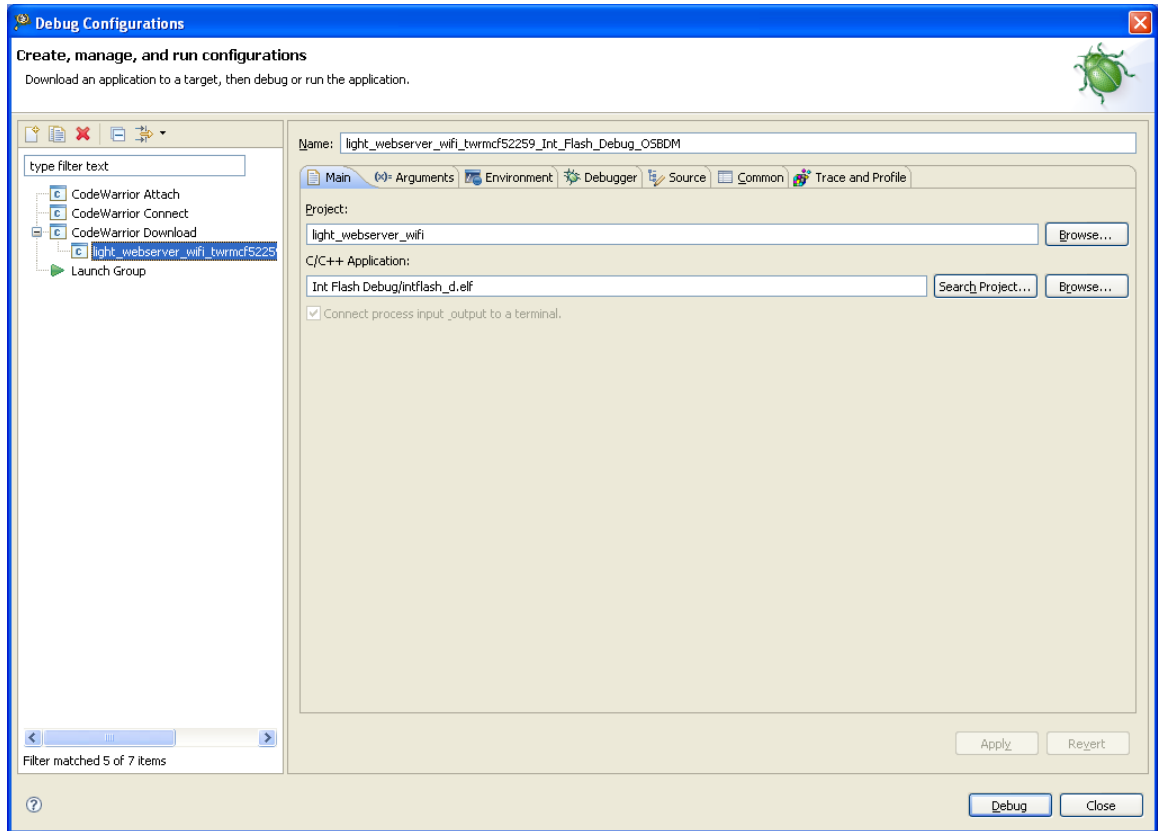 Debug Configurations
Create, manage, and run configurations
Download an application to a target, then debug or run the application.
type filter text
CodeWarrior Attach
CodeWarrior Connect
CodeWarrior Download
light_webserver_wifi_twrmcf5225
Launch Group
Filter matched 5 of 7 items
Name: light_webserver_wifi_twrmcf52259_Int_Flash_Debug_OSBDM
Main (x)= Arguments Environment Debugger Source Common Trace and Profile
Project:
light_webserver_wifi Browse...
C/C++ Application:
Int Flash Debug/intflash_d.elf Search Project... Browse...
Connect process input _output to a terminal.
Apply Revert
? Debug Close